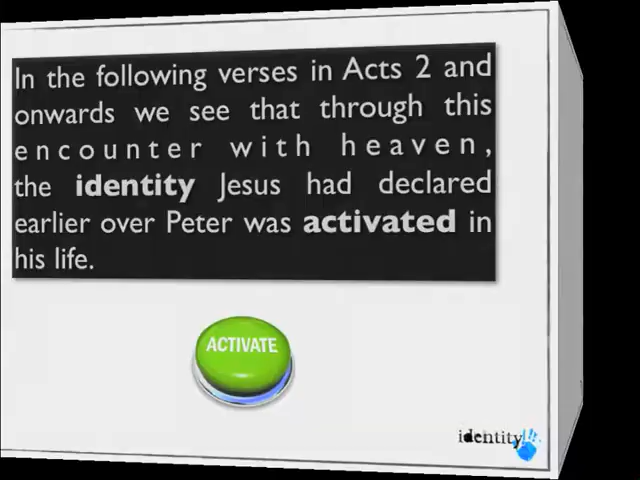 In the following verses in Acts 2 and
onwards we see that through this
encounter with heaven,
the identity Jesus had declared
earlier over Peter was activated in
his life.
ACTIVATE
identity